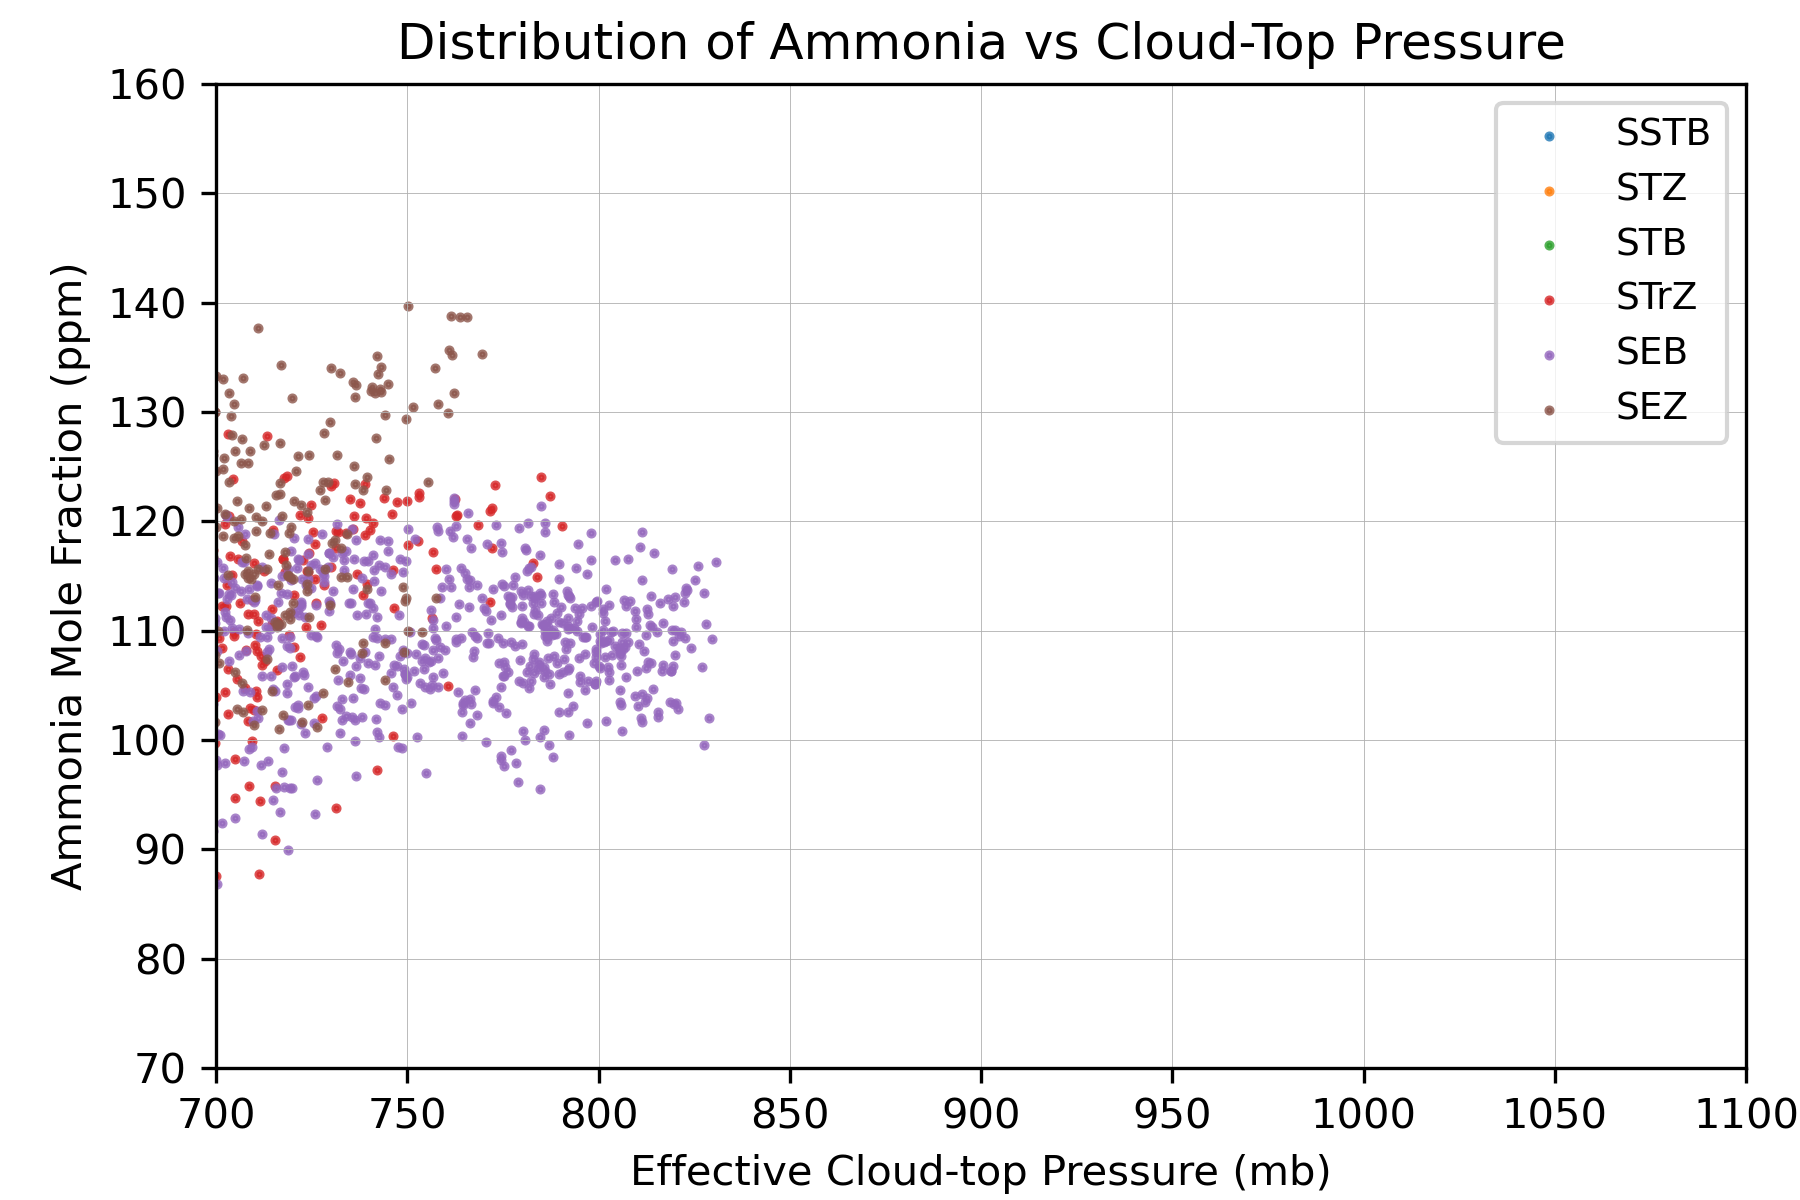 Distribution of Ammonia vs Cloud-Top Pressure
160
150
140
130
120
110
100
90
80
70
Ammonia Mole Fraction (ppm)
SSTB
STZ
STB
STrZ
SEB
SEZ
700 750 800 850 900 950 1000 1050 1100
Effective Cloud-top Pressure (mb)